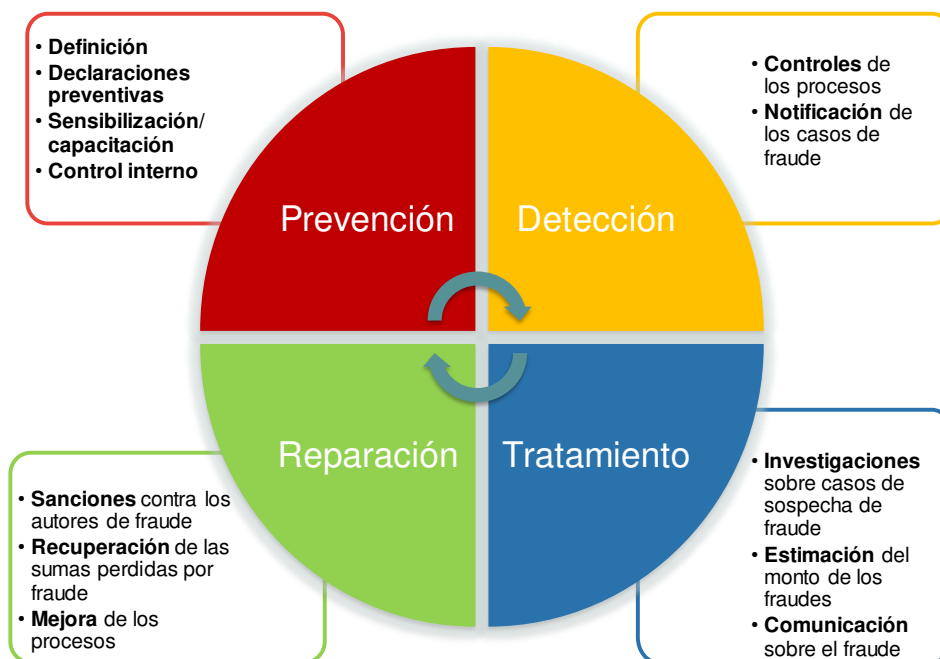 • Definición
• Declaraciones
preventivas
• Sensibilización/
capacitación
• Control interno
• Controles de
los procesos
• Notificación de
los casos de
fraude
Prevención
Detección
Reparación
Tratamiento
• Sanciones contra los
autores de fraude
• Recuperación de las
sumas perdidas por
fraude
• Mejora de los
procesos
• Investigaciones
sobre casos de
sospecha de
fraude
• Estimación del
monto de los
fraudes
• Comunicación
sobre el fraude